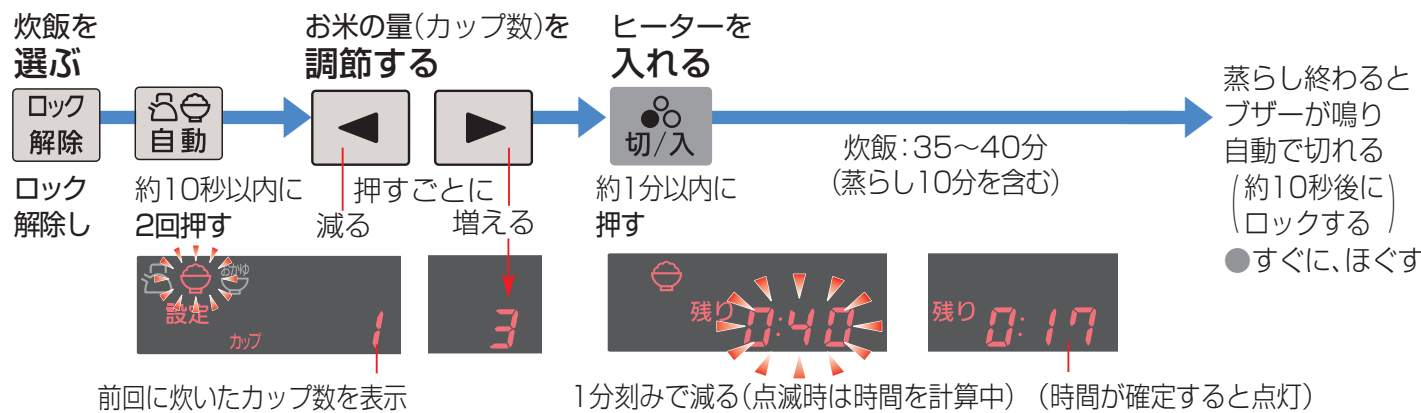 炊飯を
選ぶ
お米の量(カップ数)を
調節する
ヒーターを
入れる
ロック
解除
自動
◀
▶
切/入
炊飯:35~40分
(蒸らし10分を含む)
蒸らし終わると
ブザーが鳴り
自動で切れる
(約10秒後に
ロックする)
●すぐに、ほぐす
ロック
解除し
約10秒以内に
2回押す
押すごとに
減る
増える
約1分以内に
押す
おかゆ
設定
カップ
1
3
残り 0:40
残り 0:17
前回に炊いたカップ数を表示
1分刻みで減る(点滅時は時間を計算中)
(時間が確定すると点灯)